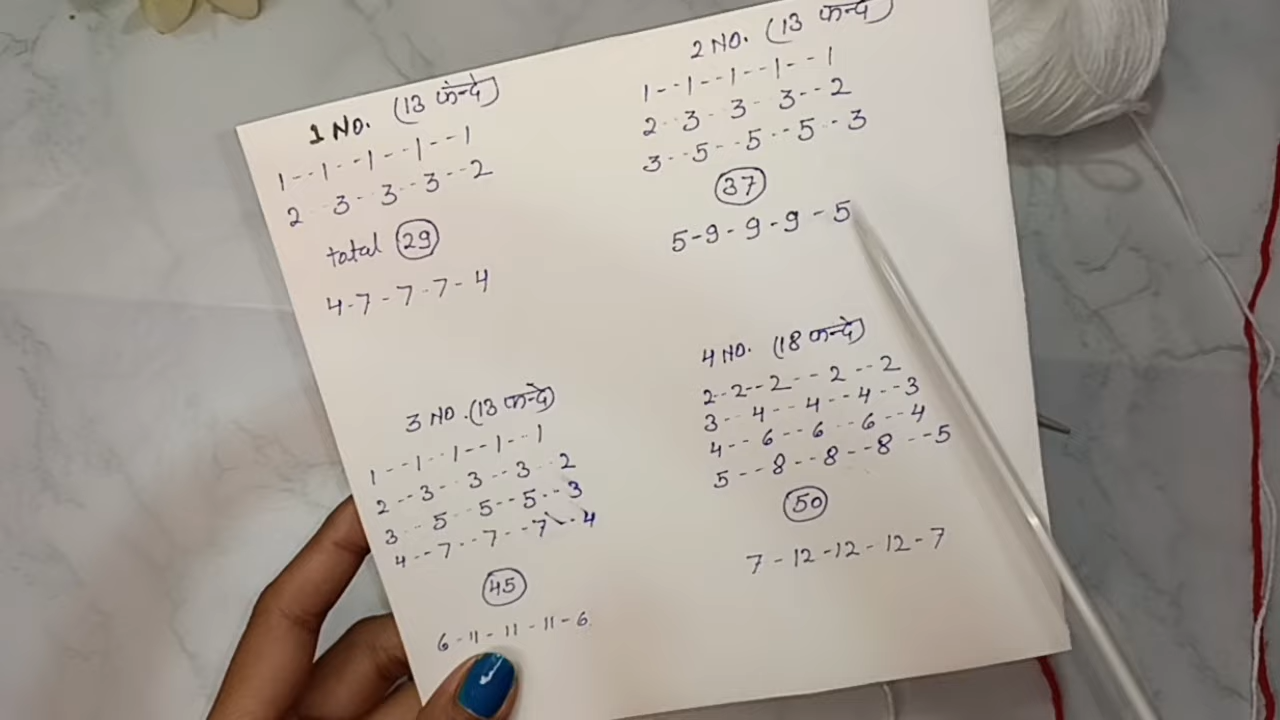 1 NO. (13 फन्दे)
1 -- 1 -- 1 -- 1 -- 1
2 -- 3 -- 3 -- 3 -- 2
total 29
4 - 7 - 7 - 7 - 4
2 NO. (13 फन्दे)
1 -- 1 -- 1 -- 1 -- 1
2 -- 3 -- 3 -- 3 -- 2
3 -- 5 -- 5 -- 5 -- 3
37
5 - 9 - 9 - 9 - 5
3 NO. (13 फन्दे)
1 -- 1 -- 1 -- 1 -- 1
2 -- 3 -- 3 -- 3 -- 2
3 -- 5 -- 5 -- 5 -- 3
4 -- 7 -- 7 -- 7 -- 4
45
6 - 11 - 11 - 11 - 6
4 NO. (18 फन्दे)
2 -- 2 -- 2 -- 2 -- 2
3 -- 4 -- 4 -- 4 -- 3
4 -- 6 -- 6 -- 6 -- 4
5 -- 8 -- 8 -- 8 -- 5
50
7 - 12 - 12 - 12 - 7